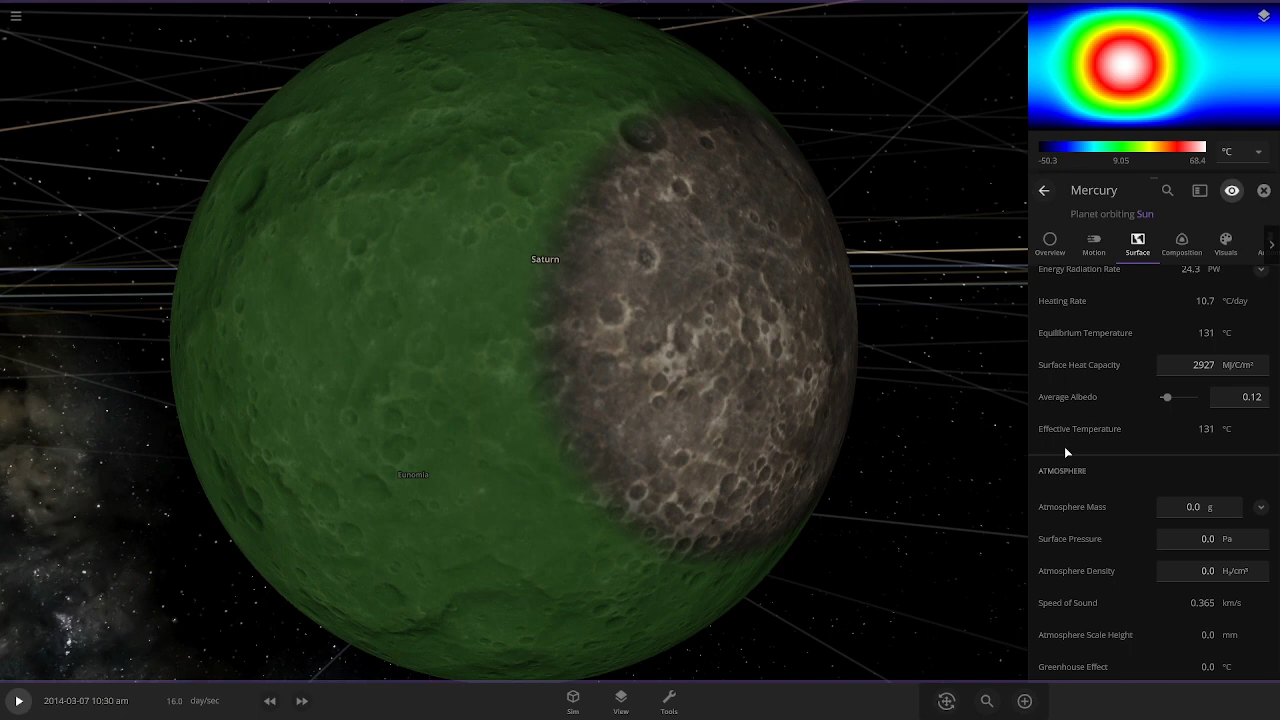 -50.3 9.05 68.4 °C
Mercury
Planet orbiting Sun
Overview Motion Surface Composition Visuals
Energy Radiation Rate 24.3 PW
Heating Rate 10.7 °C/day
Equilibrium Temperature 131 °C
Surface Heat Capacity 2927 MJ/C/m²
Average Albedo 0.12
Effective Temperature 131 °C
ATMOSPHERE
Atmosphere Mass 0.0 g
Surface Pressure 0.0 Pa
Atmosphere Density 0.0 H₂/cm³
Speed of Sound 0.365 km/s
Atmosphere Scale Height 0.0 mm
Greenhouse Effect 0.0 °C
Saturn
Eunomia
2014-03-07 10:30 am 16.0 day/sec
Sim View Tools